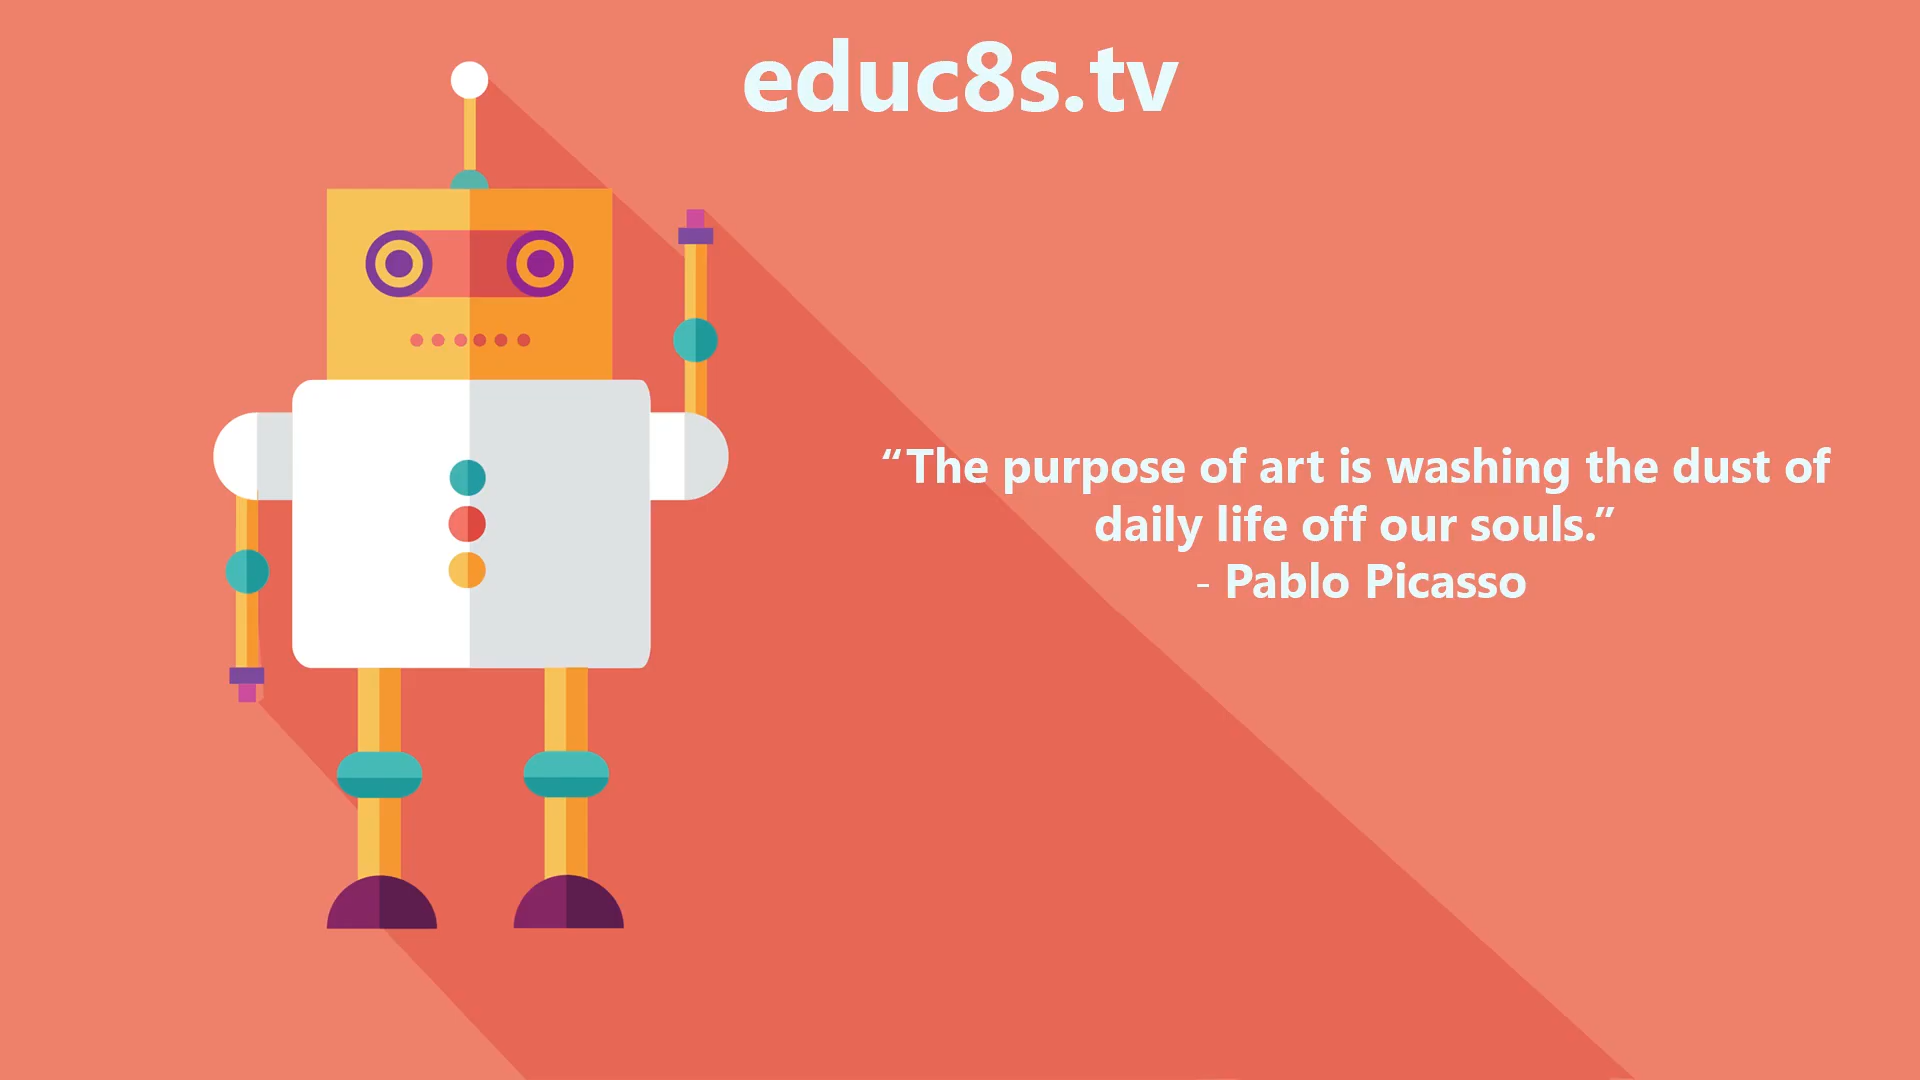 educ8s.tv
“The purpose of art is washing the dust of
daily life off our souls.”
- Pablo Picasso